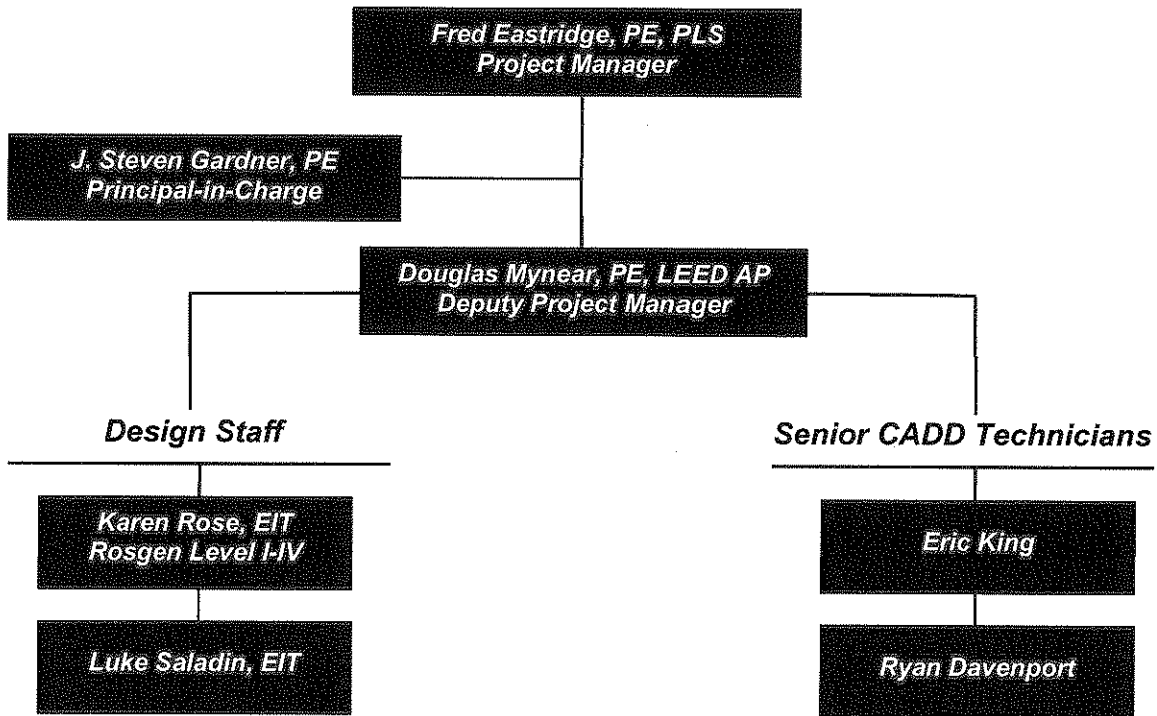 Fred Eastridge, PE, PLS
Project Manager
J. Steven Gardner, PE
Principal-in-Charge
Douglas Mynear, PE, LEED AP
Deputy Project Manager
Design Staff
Senior CADD Technicians
Karen Rose, EIT
Rosgen Level I-IV
Eric King
Luke Saladin, EIT
Ryan Davenport